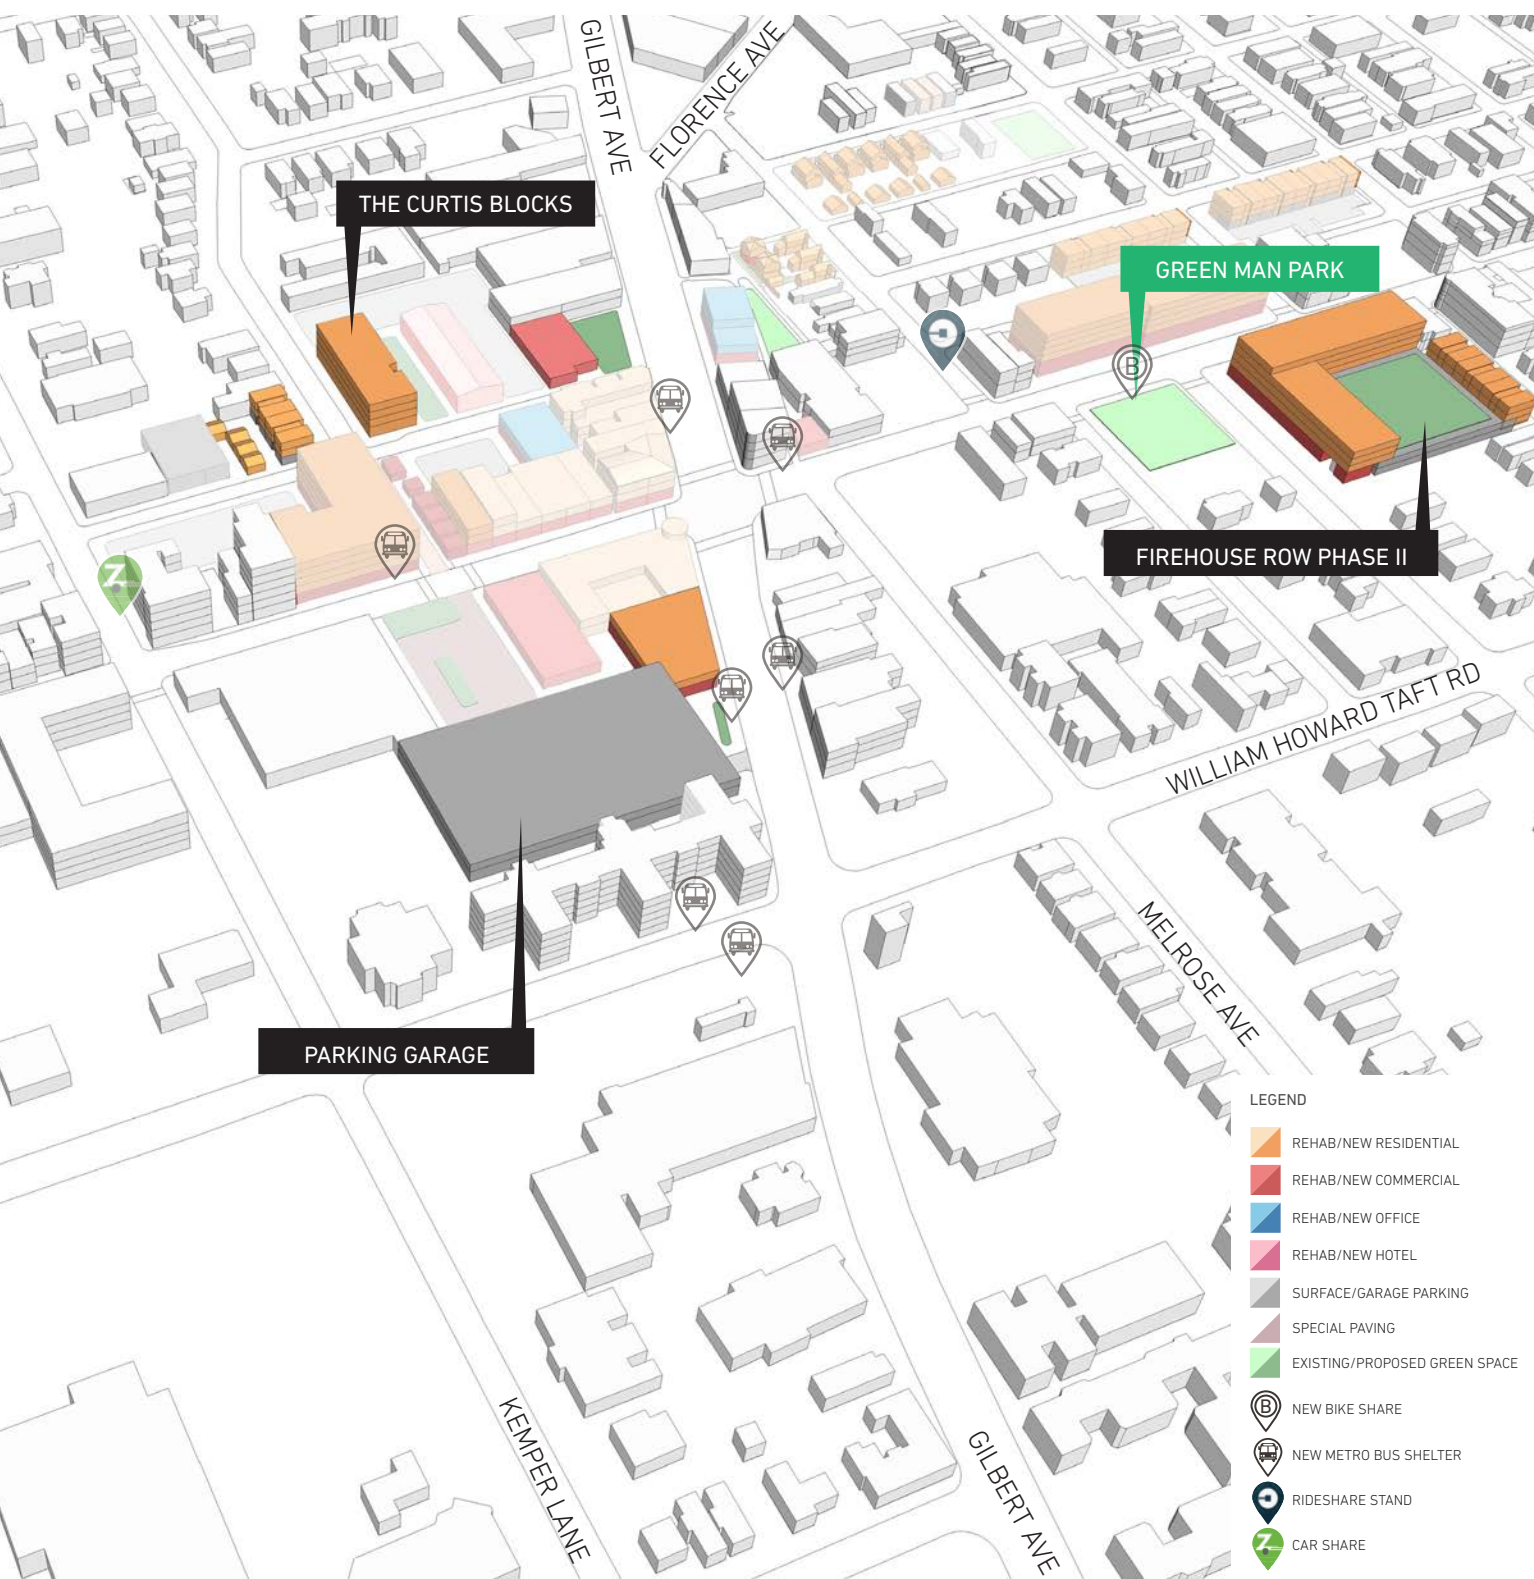 GILBERT AVE
FLORENCE AVE
THE CURTIS BLOCKS
GREEN MAN PARK
B
FIREHOUSE ROW PHASE II
Z
WILLIAM HOWARD TAFT RD
MELROSE AVE
PARKING GARAGE
KEMPER LANE
GILBERT AVE
LEGEND
REHAB/NEW RESIDENTIAL
REHAB/NEW COMMERCIAL
REHAB/NEW OFFICE
REHAB/NEW HOTEL
SURFACE/GARAGE PARKING
SPECIAL PAVING
EXISTING/PROPOSED GREEN SPACE
B NEW BIKE SHARE
NEW METRO BUS SHELTER
RIDESHARE STAND
Z CAR SHARE